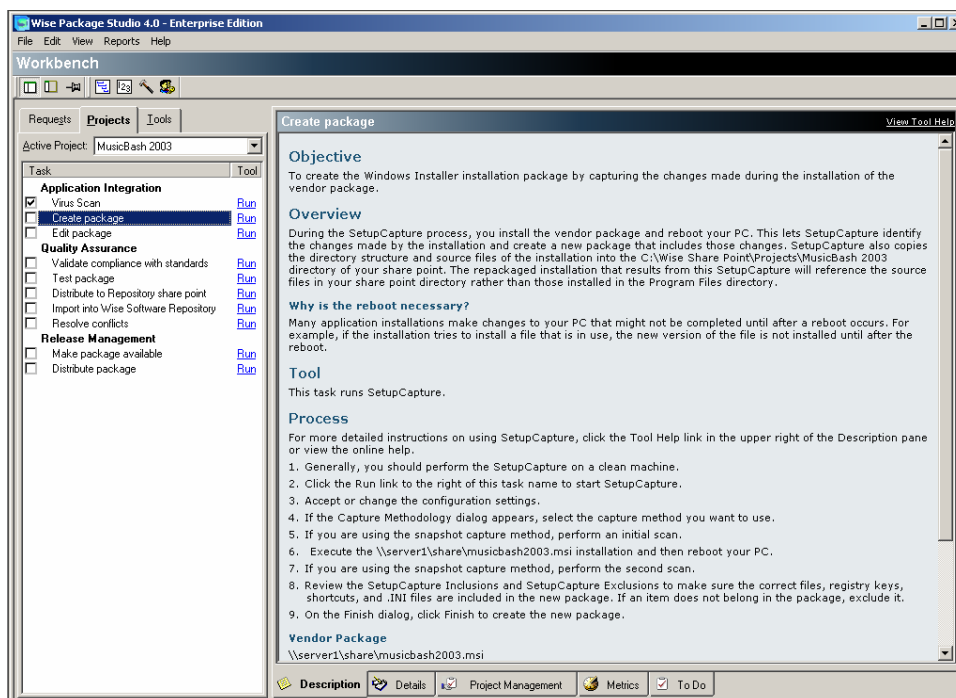 Wise Package Studio 4.0 - Enterprise Edition
File Edit View Reports Help
Workbench
Requests Projects Tools
Active Project: MusicBash 2003
Task Tool
Application Integration
Virus Scan Run
Create package Run
Edit package Run
Quality Assurance
Validate compliance with standards Run
Test package Run
Distribute to Repository share point Run
Import into Wise Software Repository Run
Resolve conflicts Run
Release Management
Make package available Run
Distribute package Run
Create package View Tool Help
Objective
To create the Windows Installer installation package by capturing the changes made during the installation of the
vendor package.
Overview
During the SetupCapture process, you install the vendor package and reboot your PC. This lets SetupCapture identify
the changes made by the installation and create a new package that includes those changes. SetupCapture also copies
the directory structure and source files of the installation into the C:\Wise Share Point\Projects\MusicBash 2003
directory of your share point. The repackaged installation that results from this SetupCapture will reference the source
files in your share point directory rather than those installed in the Program Files directory.
Why is the reboot necessary?
Many application installations make changes to your PC that might not be completed until after a reboot occurs. For
example, if the installation tries to install a file that is in use, the new version of the file is not installed until after the
reboot.
Tool
This task runs SetupCapture.
Process
For more detailed instructions on using SetupCapture, click the Tool Help link in the upper right of the Description pane
or view the online help.
1. Generally, you should perform the SetupCapture on a clean machine.
2. Click the Run link to the right of this task name to start SetupCapture.
3. Accept or change the configuration settings.
4. If the Capture Methodology dialog appears, select the capture method you want to use.
5. If you are using the snapshot capture method, perform an initial scan.
6. Execute the \\server1\share\musicbash2003.msi installation and then reboot your PC.
7. If you are using the snapshot capture method, perform the second scan.
8. Review the SetupCapture Inclusions and SetupCapture Exclusions to make sure the correct files, registry keys,
shortcuts, and .INI files are included in the new package. If an item does not belong in the package, exclude it.
9. On the Finish dialog, click Finish to create the new package.
Vendor Package
\\server1\share\musicbash2003.msi
Description Details Project Management Metrics To Do